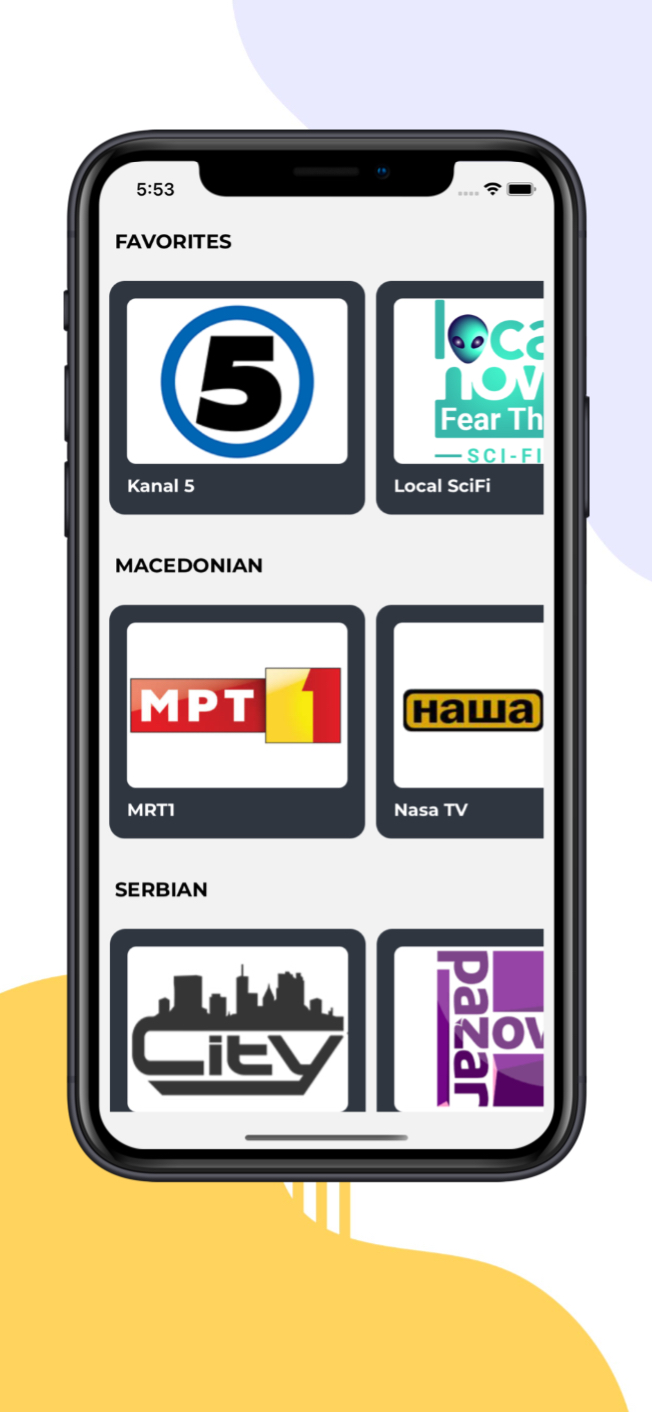 5:53
FAVORITES
5
loca
now
Fear Th
SCI-FI
Kanal 5
Local SciFi
MACEDONIAN
МРТ 1
наша
MRT1
Nasa TV
SERBIAN
City
pazar
nov